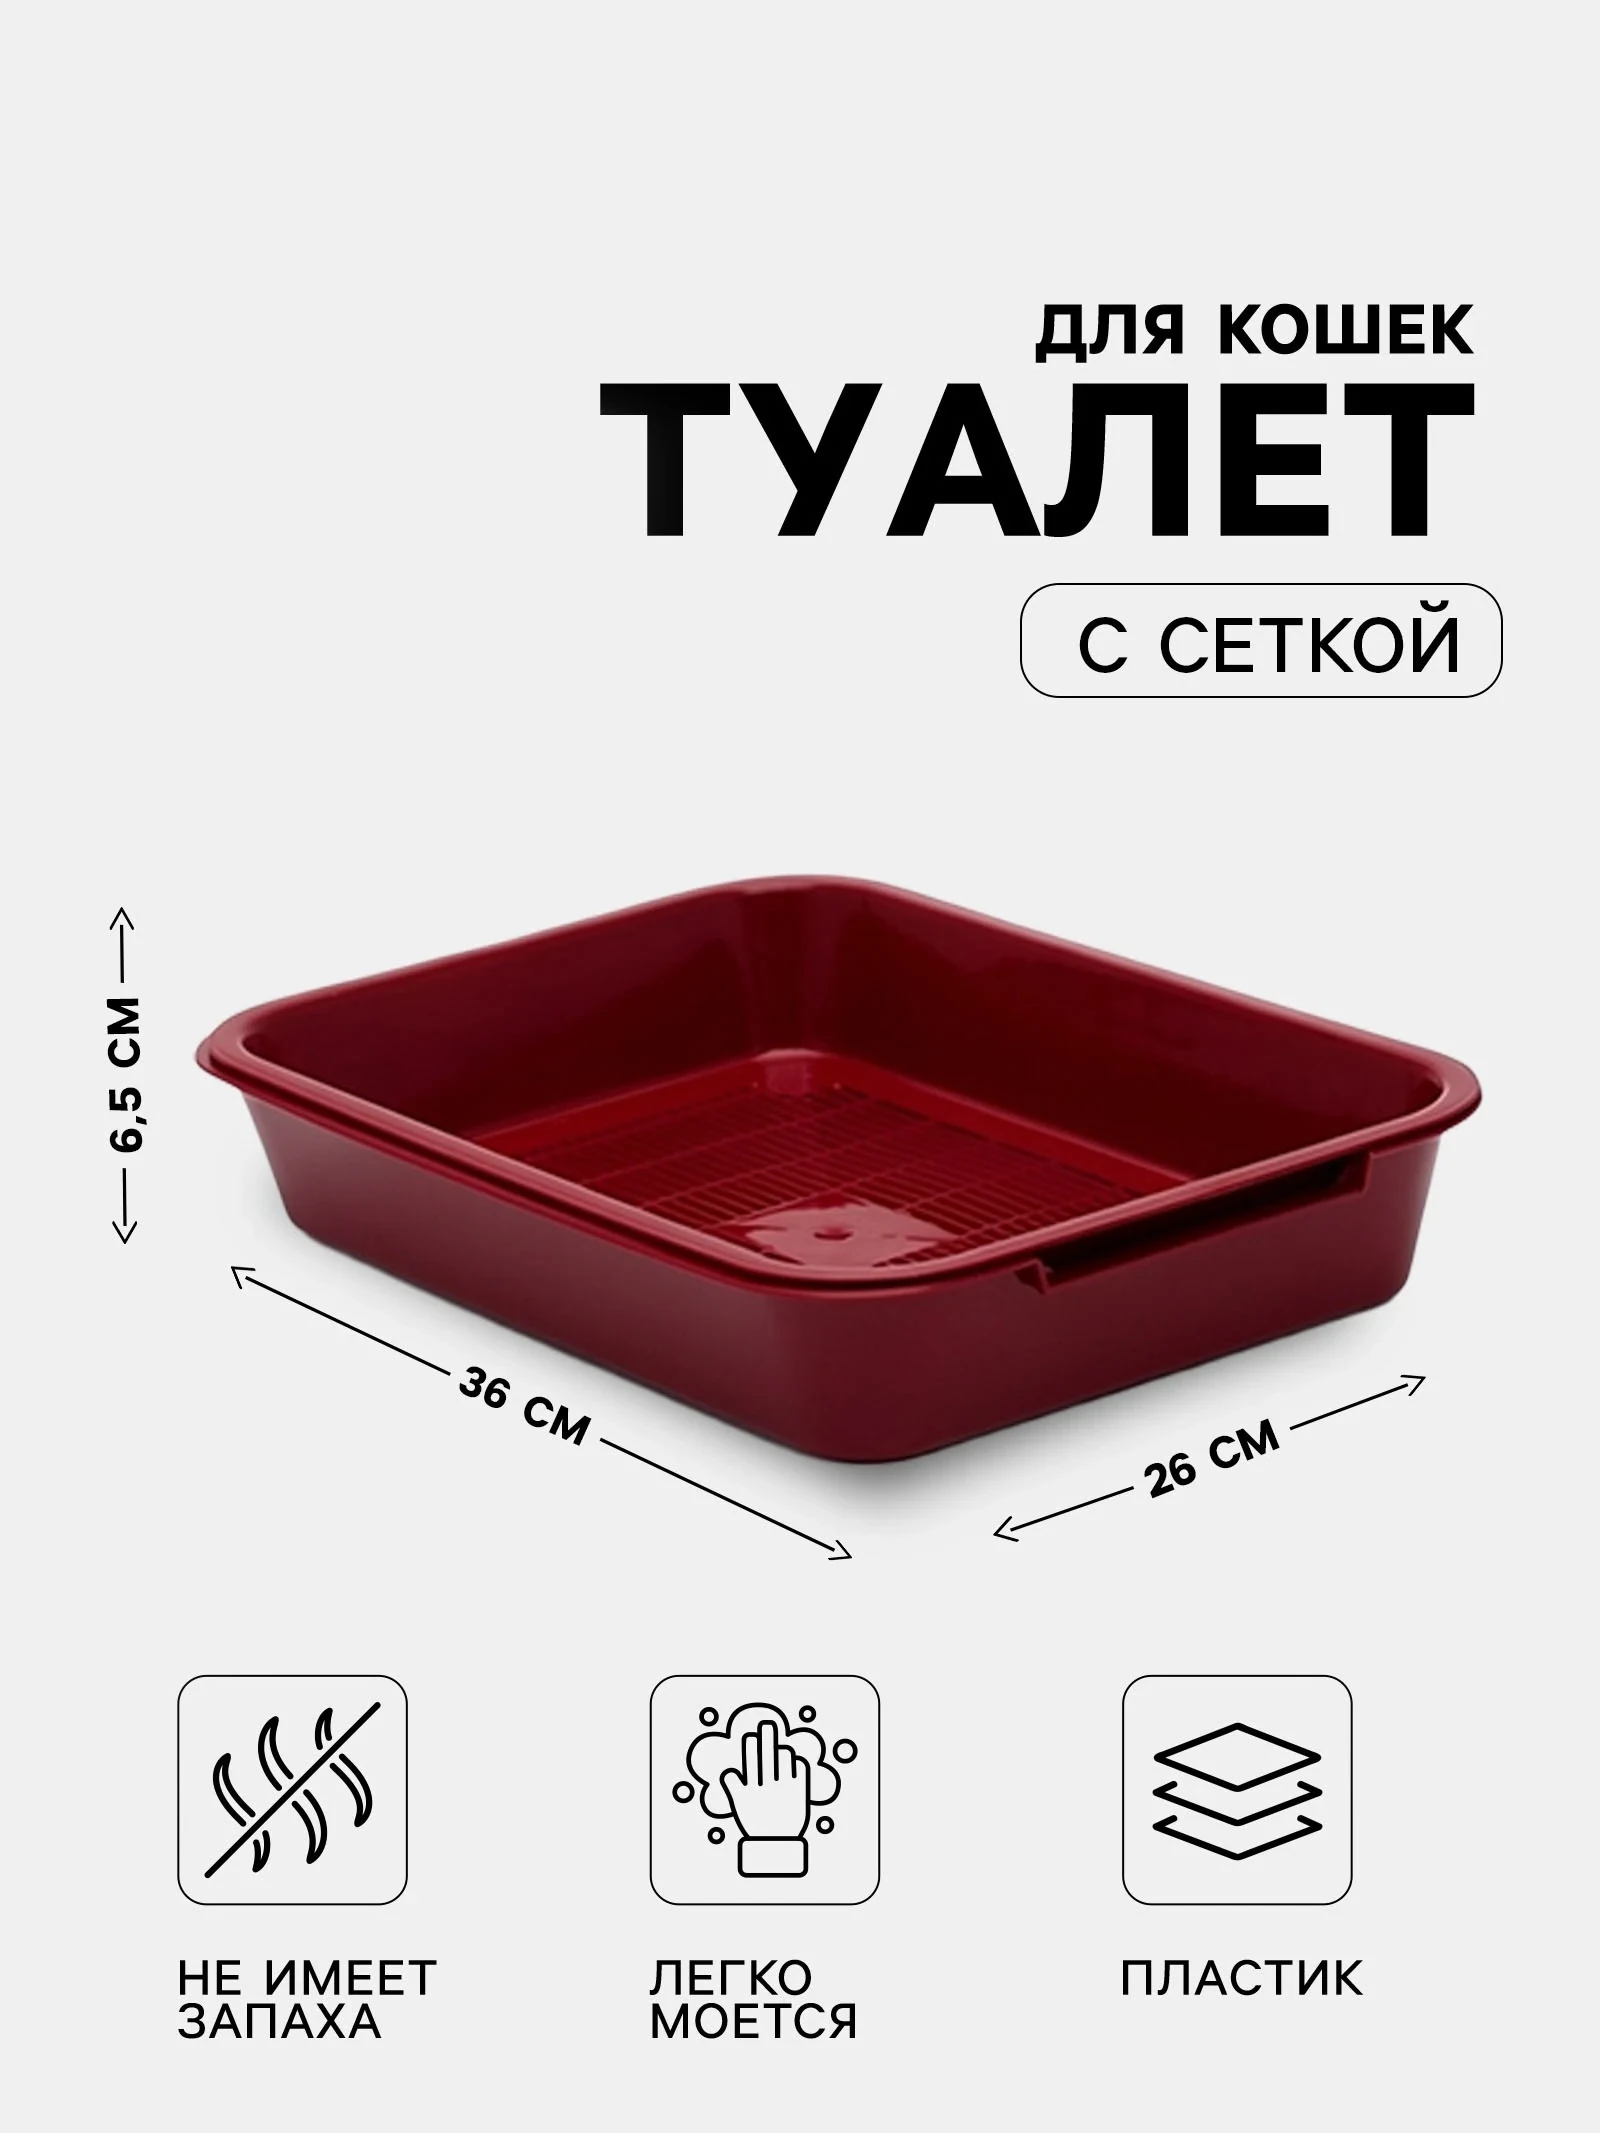 ДЛЯ КОШЕК
ТУАЛЕТ
С СЕТКОЙ
6,5 СМ
36 СМ
26 СМ
НЕ ИМЕЕТ
ЗАПАХА
ЛЕГКО
МОЕТСЯ
ПЛАСТИК